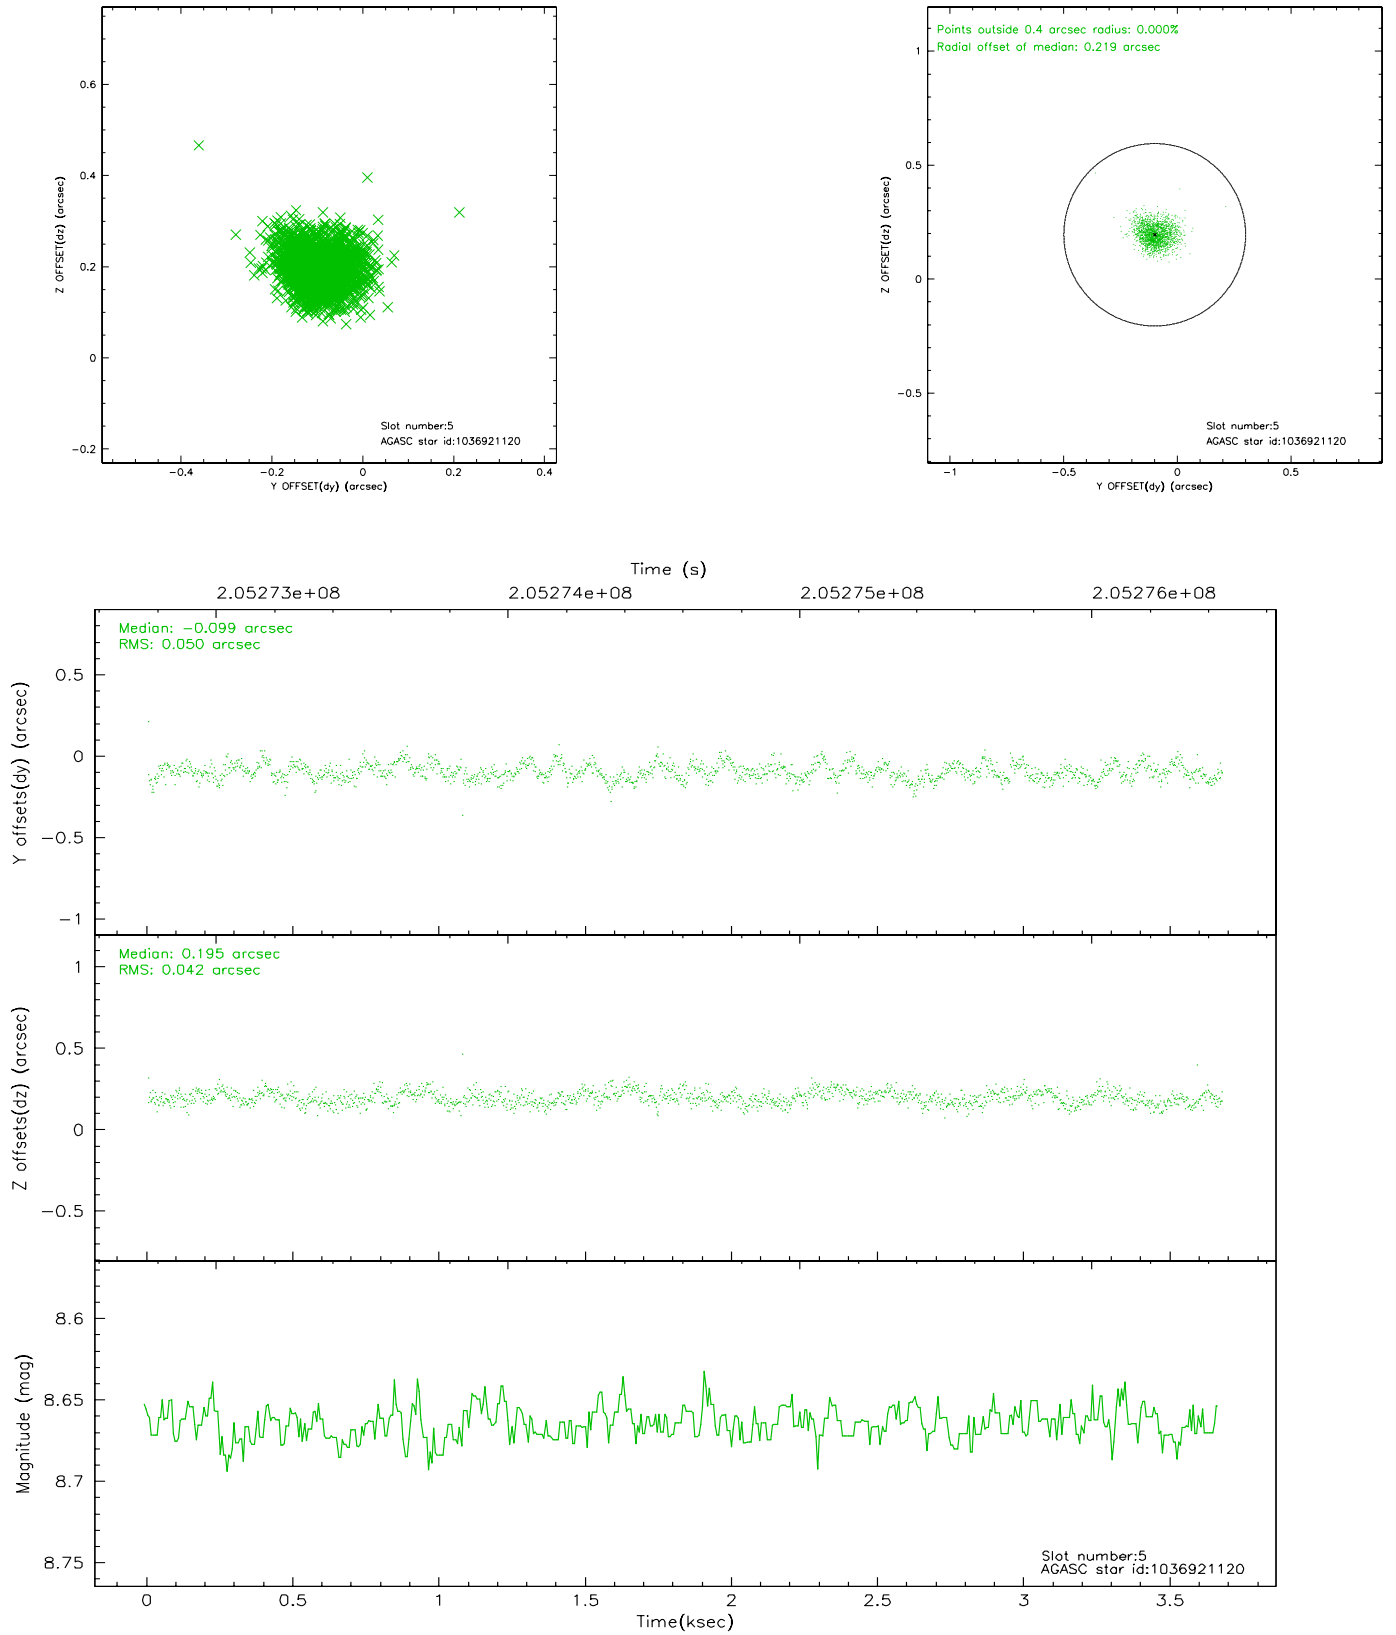 0.6
0.4
0.2
0
−0.2
Z OFFSET(dz) (arcsec)
Slot number:5
AGASC star id:1036921120
−0.4 −0.2 0 0.2 0.4
Y OFFSET(dy) (arcsec)
Points outside 0.4 arcsec radius: 0.000%
Radial offset of median: 0.219 arcsec
1
0.5
0
−0.5
Z OFFSET(dz) (arcsec)
Slot number:5
AGASC star id:1036921120
−1 −0.5 0 0.5
Y OFFSET(dy) (arcsec)
Time (s)
2.05273e+08 2.05274e+08 2.05275e+08 2.05276e+08
Median: −0.099 arcsec
RMS: 0.050 arcsec
0.5
0
−0.5
−1
Y offsets(dy) (arcsec)
Median: 0.195 arcsec
RMS: 0.042 arcsec
1
0.5
0
−0.5
Z offsets(dz) (arcsec)
8.6
8.65
8.7
8.75
Magnitude (mag)
Slot number:5
AGASC star id:1036921120
0 0.5 1 1.5 2 2.5 3 3.5
Time(ksec)